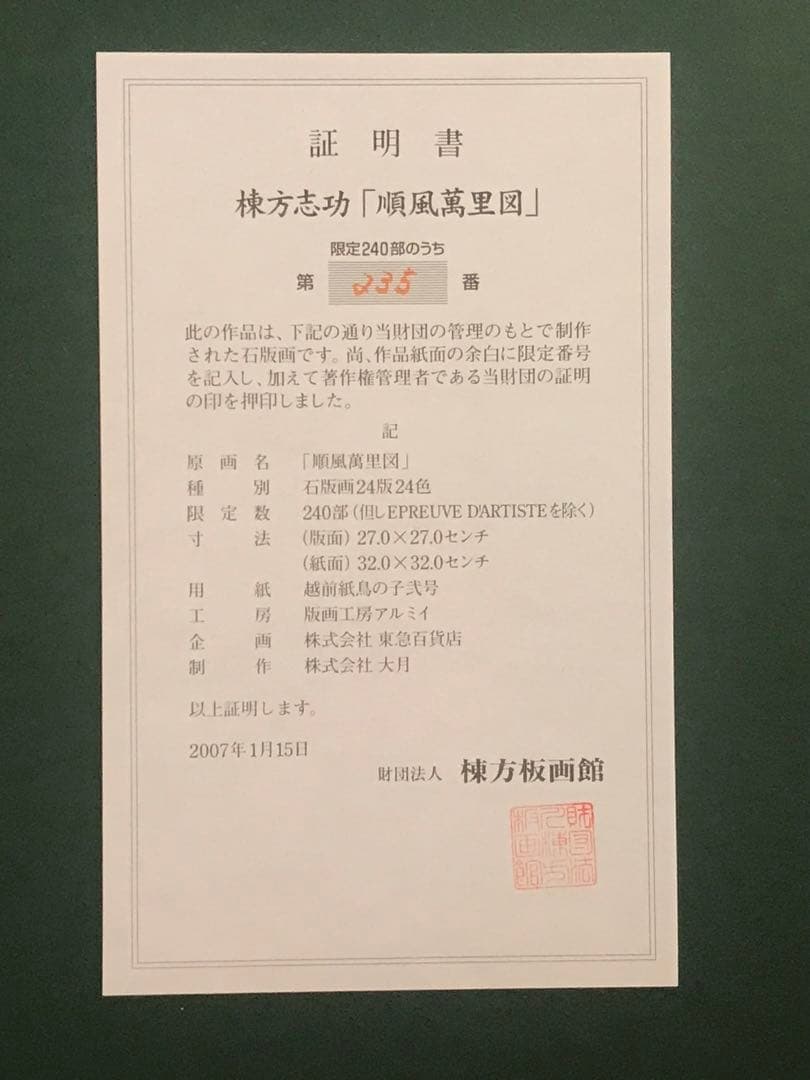 証明書
棟方志功「順風萬里図」
限定240部のうち
第 235 番
此の作品は、下記の通り当財団の管理のもとで制作
された石版画です。尚、作品紙面の余白に限定番号
を記入し、加えて著作権管理者である当財団の証明
の印を押印しました。
記
原画名 「順風萬里図」
種別 石版画24版24色
限定数 240部(但しEPREUVE D'ARTISTEを除く)
寸法 (版面) 27.0×27.0センチ
(紙面) 32.0×32.0センチ
用紙 越前紙鳥の子弐号
工房 版画工房アルミイ
企画 株式会社 東急百貨店
制作 株式会社 大月
以上証明します。
2007年1月15日
財団法人 棟方板画館